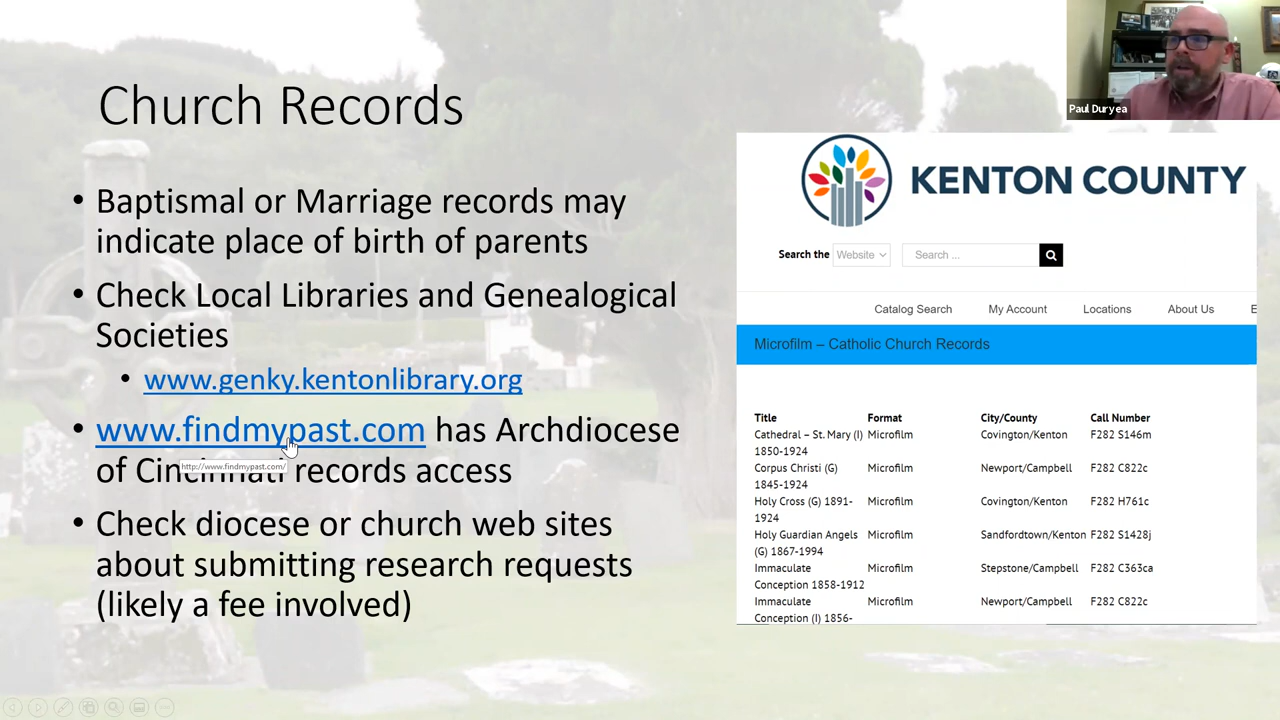 Church Records
• Baptismal or Marriage records may
indicate place of birth of parents
• Check Local Libraries and Genealogical
Societies
• www.genky.kentonlibrary.org
• www.findmypast.com has Archdiocese
of Cincinnati records access
http://www.findmypast.com/
• Check diocese or church web sites
about submitting research requests
(likely a fee involved)
Paul Duryea
KENTON COUNTY
Search the Website Search ...
Catalog Search My Account Locations About Us E
Microfilm – Catholic Church Records
Title Format City/County Call Number
Cathedral – St. Mary (I) Microfilm Covington/Kenton F282 S146m
1850-1924
Corpus Christi (G) Microfilm Newport/Campbell F282 C822c
1845-1924
Holy Cross (G) 1891- Microfilm Covington/Kenton F282 H761c
1924
Holy Guardian Angels Microfilm Sandfordtown/Kenton F282 S1428j
(G) 1867-1994
Immaculate Microfilm Stepstone/Campbell F282 C363ca
Conception 1858-1912
Immaculate Microfilm Newport/Campbell F282 C822c
Conception (I) 1856-